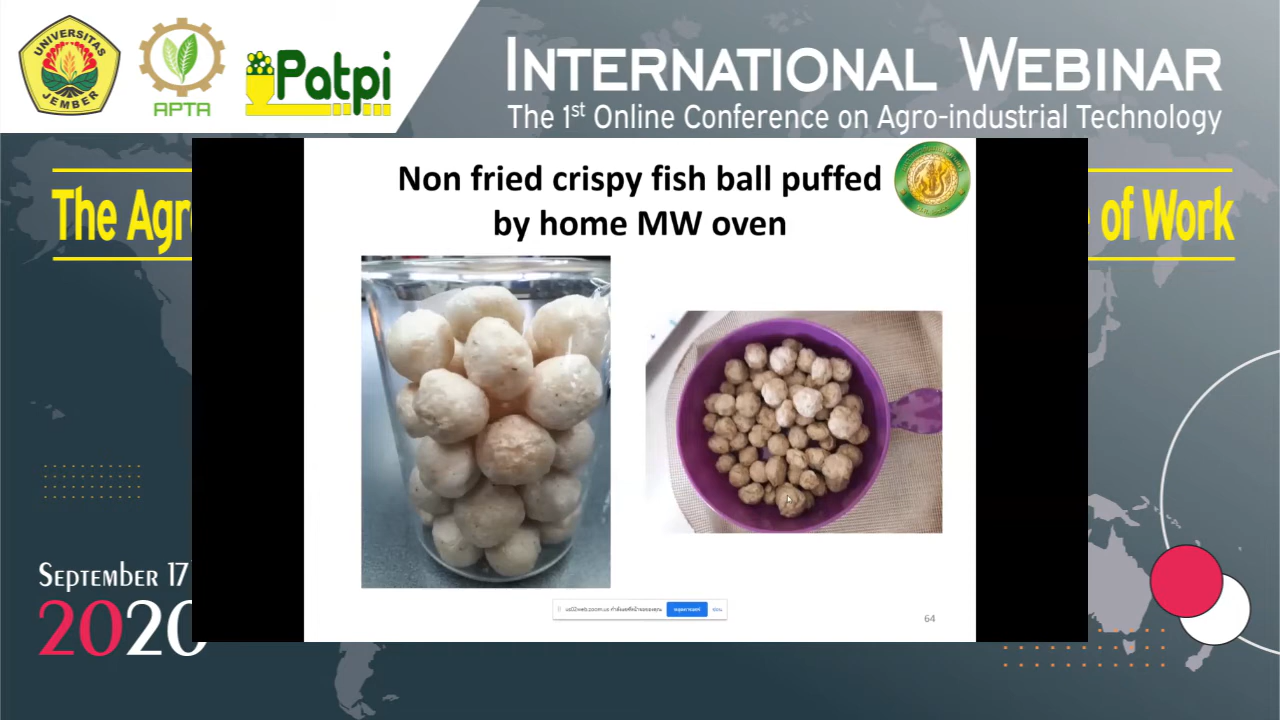 UNIVERSITAS
JEMBER
APTA
Patpi
INTERNATIONAL WEBINAR
The 1st Online Conference on Agro-industrial Technology
The Agr
of Work
Non fried crispy fish ball puffed
by home MW oven
SEPTEMBER 17
2020
64